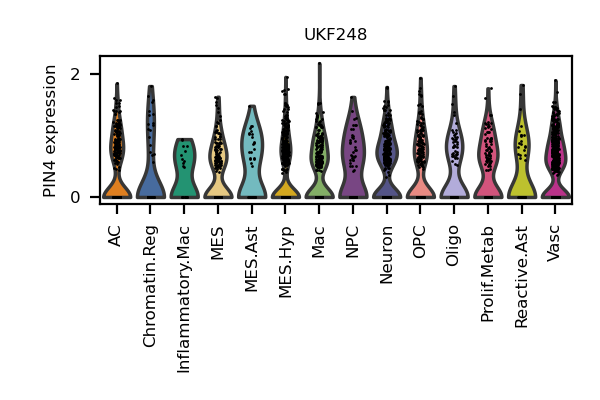 UKF248
PIN4 expression
2
0
AC
Chromatin.Reg
Inflammatory.Mac
MES
MES.Ast
MES.Hyp
Mac
NPC
Neuron
OPC
Oligo
Prolif.Metab
Reactive.Ast
Vasc